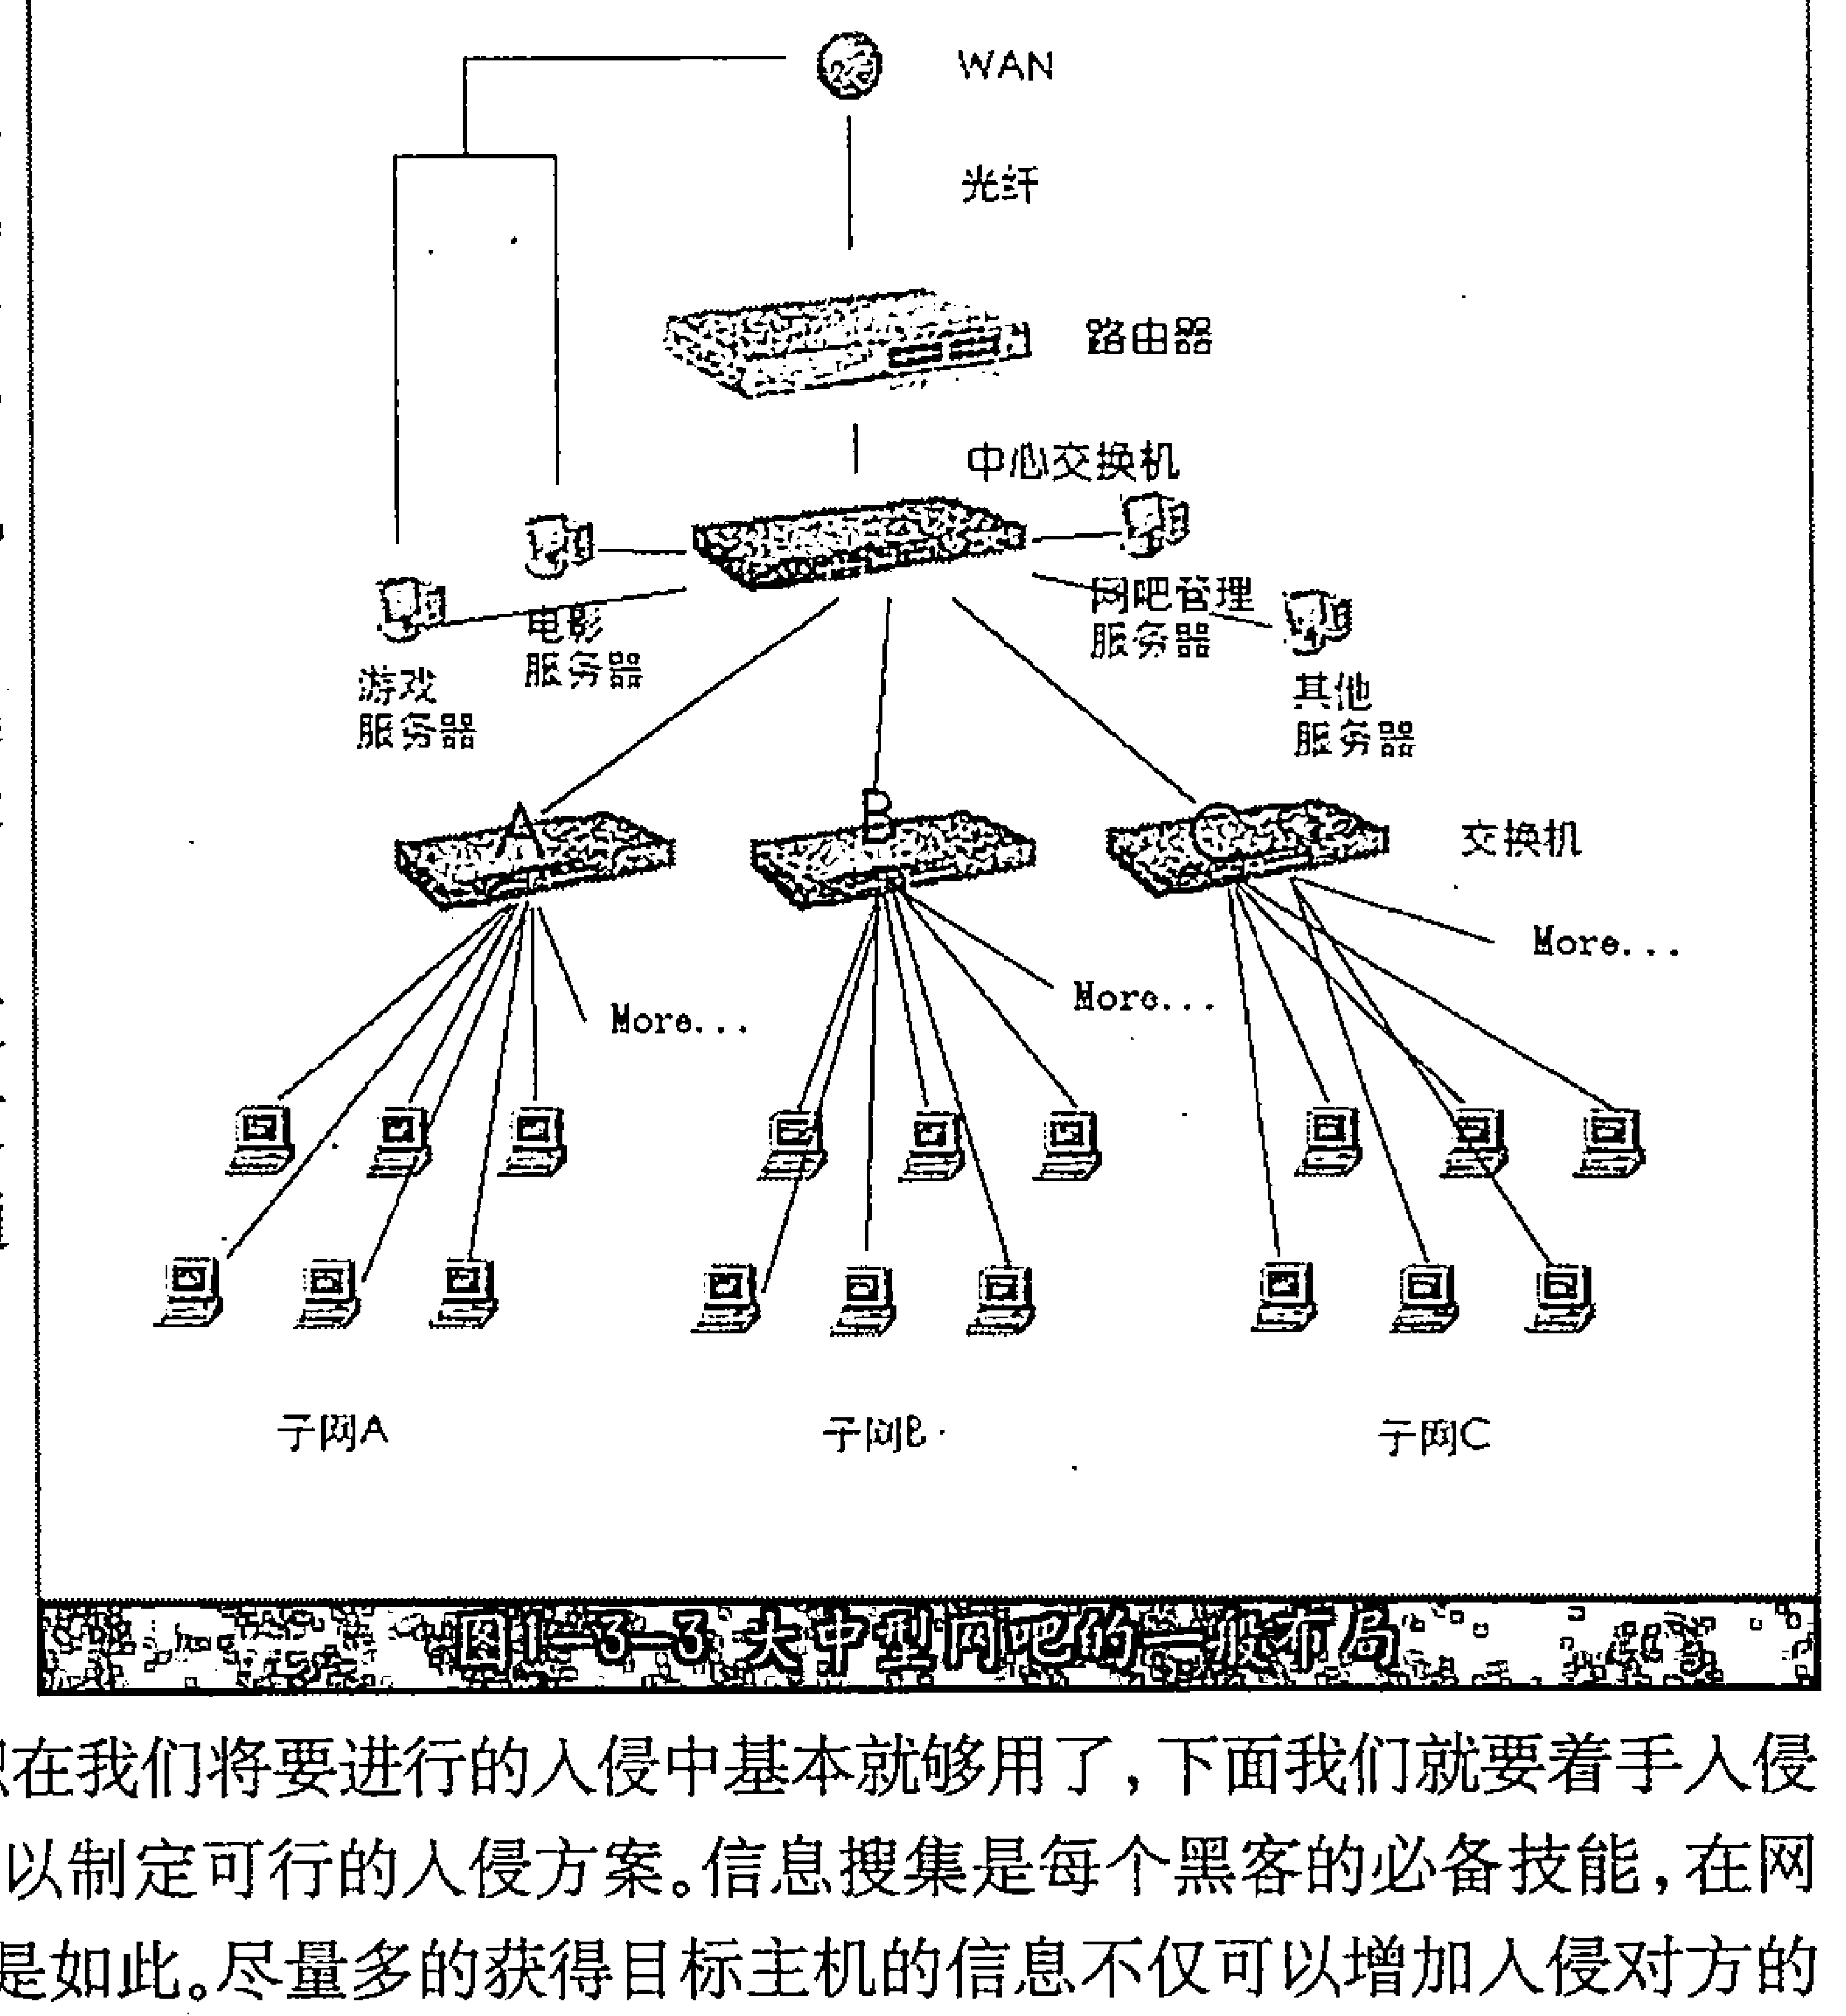 WAN
光纤
路由器
中心交换机
网吧管理
服务器
电影
服务器
游戏
服务器
其他
服务器
A
B
C
交换机
More...
More...
More...
子网A
子网B
子网C
图1-3-3 大中型网吧的一般布局
在我们将要进行的入侵中基本就够用了,下面我们就要着手入侵
以制定可行的入侵方案。信息搜集是每个黑客的必备技能,在网
是如此。尽量多的获得目标主机的信息不仅可以增加入侵对方的